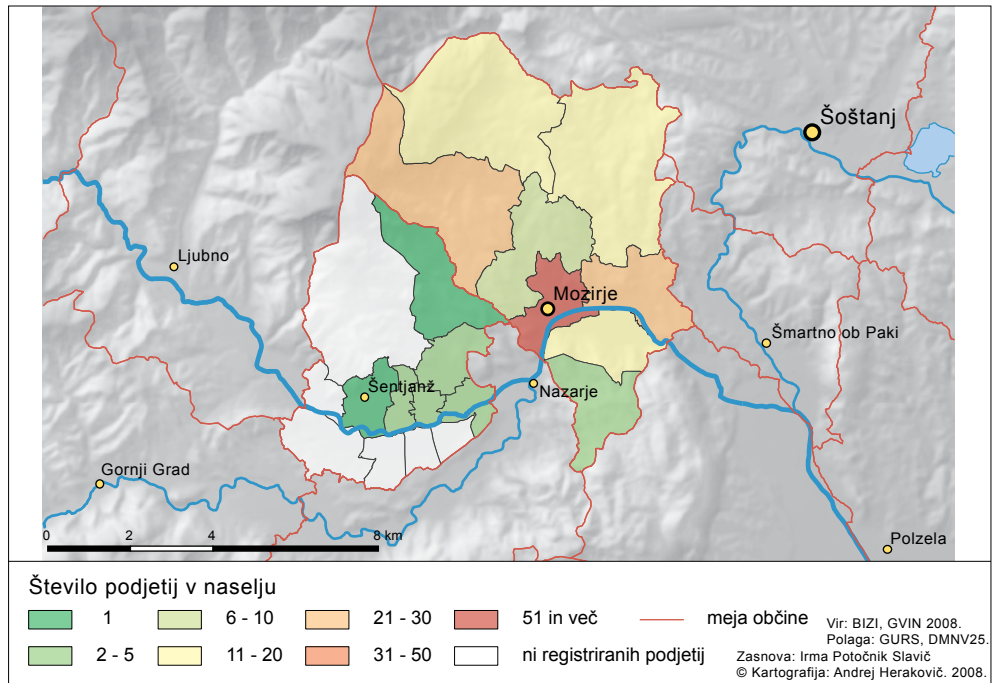 Šoštanj
Ljubno
Mozirje
Šmartno ob Paki
Šentjanž
Nazarje
Gornji Grad
0 2 4 8 km
Polzela
Število podjetij v naselju
1 6 - 10 21 - 30 51 in več meja občine
2 - 5 11 - 20 31 - 50 ni registriranih podjetij
Vir: BIZI, GVIN 2008.
Polaga: GURS, DMNV25.
Zasnova: Irma Potočnik Slavič
© Kartografija: Andrej Herakovič. 2008.